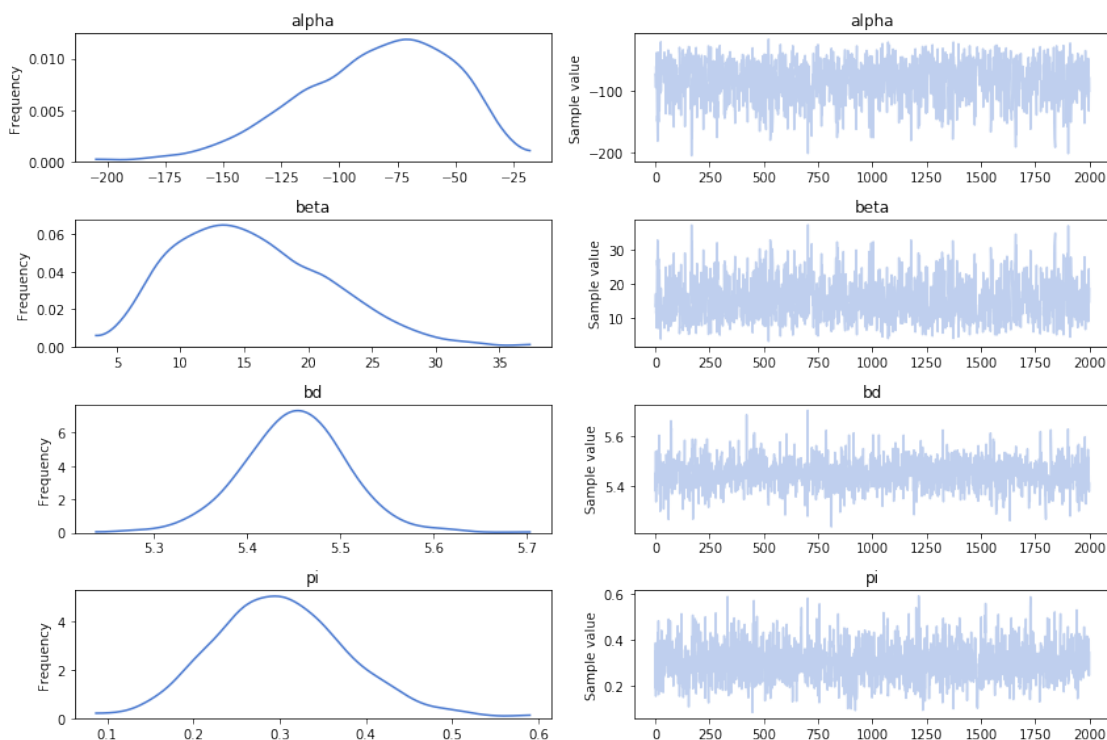 alpha
Frequency
0.010
0.005
0.000
−200 −175 −150 −125 −100 −75 −50 −25
alpha
Sample value
−100
−200
0 250 500 750 1000 1250 1500 1750 2000
beta
Frequency
0.06
0.04
0.02
0.00
5 10 15 20 25 30 35
beta
Sample value
30
20
10
0 250 500 750 1000 1250 1500 1750 2000
bd
Frequency
6
4
2
0
5.3 5.4 5.5 5.6 5.7
bd
Sample value
5.6
5.4
0 250 500 750 1000 1250 1500 1750 2000
pi
Frequency
4
2
0
0.1 0.2 0.3 0.4 0.5 0.6
pi
Sample value
0.6
0.4
0.2
0 250 500 750 1000 1250 1500 1750 2000